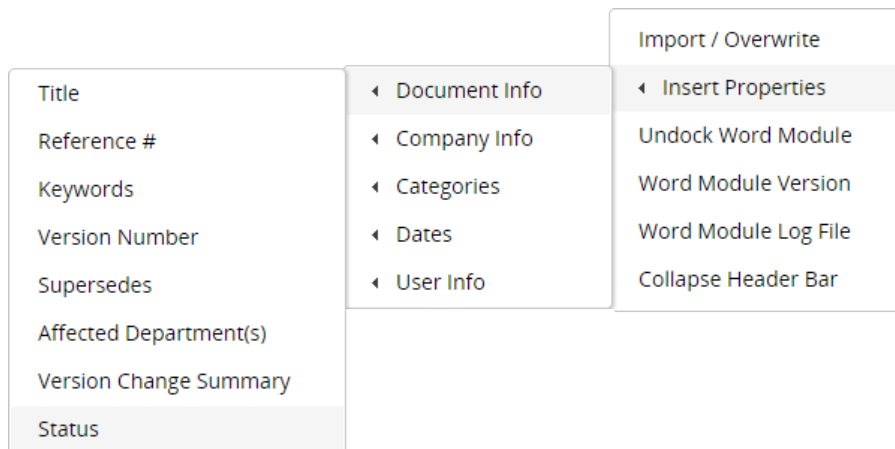 Import / Overwrite
Insert Properties
Undock Word Module
Word Module Version
Word Module Log File
Collapse Header Bar
Document Info
Company Info
Categories
Dates
User Info
Title
Reference #
Keywords
Version Number
Supersedes
Affected Department(s)
Version Change Summary
Status